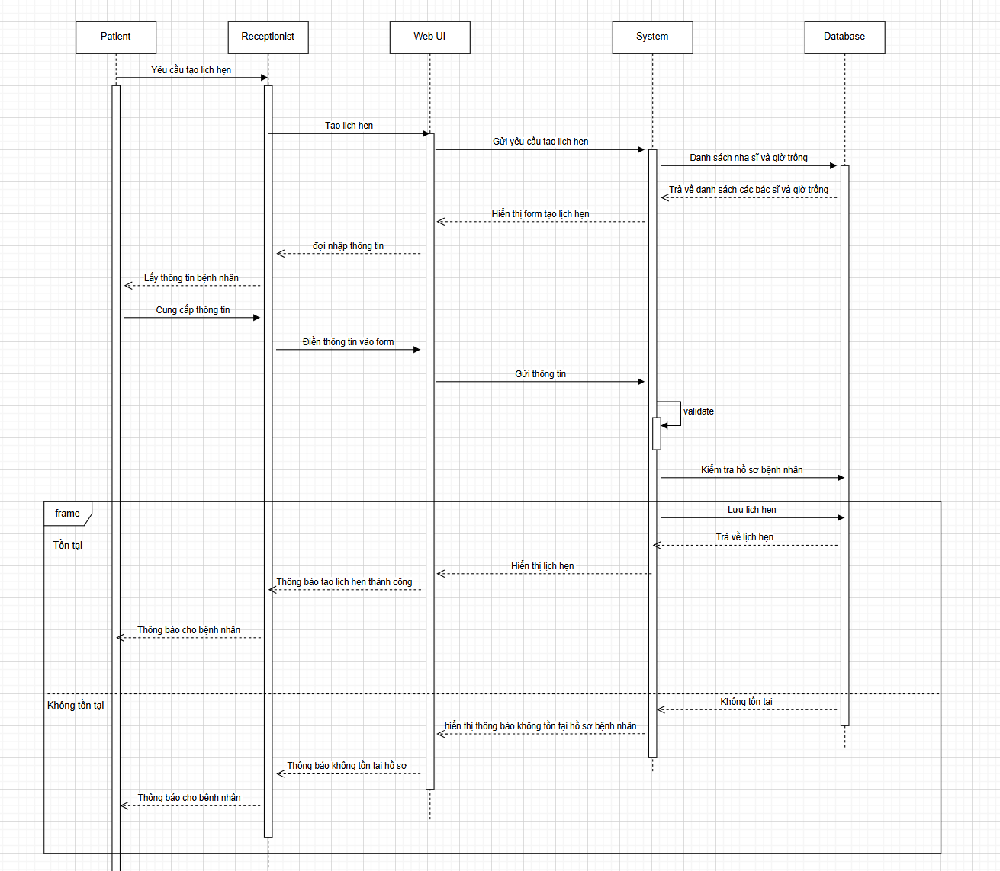 Patient
Receptionist
Web UI
System
Database
Yêu cầu tạo lịch hẹn
Tạo lịch hẹn
Gửi yêu cầu tạo lịch hẹn
Danh sách nha sĩ và giờ trống
Trả về danh sách các bác sĩ và giờ trống
Hiển thị form tạo lịch hẹn
đợi nhập thông tin
Lấy thông tin bệnh nhân
Cung cấp thông tin
Điền thông tin vào form
Gửi thông tin
validate
Kiểm tra hồ sơ bệnh nhân
frame
Lưu lịch hẹn
Tồn tại
Trả về lịch hẹn
Hiển thị lịch hẹn
Thông báo tạo lịch hẹn thành công
Thông báo cho bệnh nhân
Không tồn tại
Không tồn tại
hiển thị thông báo không tồn tại hồ sơ bệnh nhân
Thông báo không tồn tai hồ sơ
Thông báo cho bệnh nhân